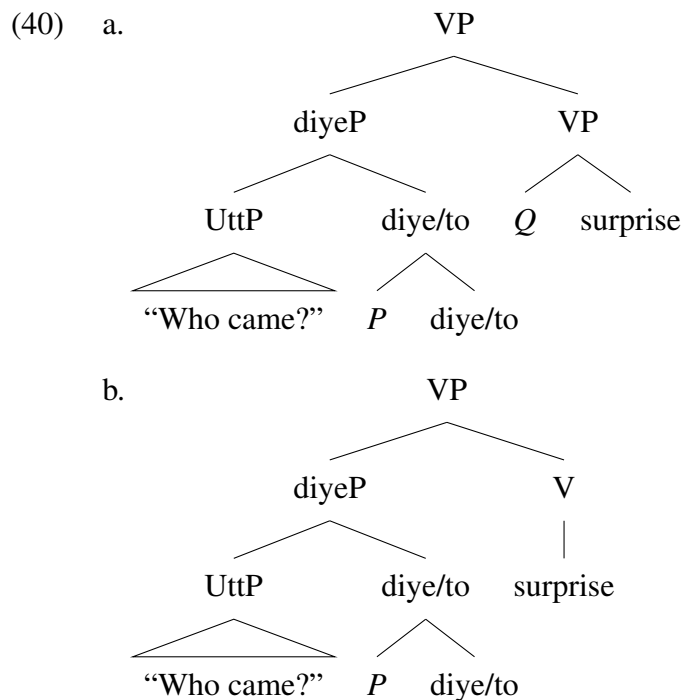 (40) a. VP
diyeP VP
UttP diye/to Q surprise
“Who came?” P diye/to
b. VP
diyeP V
UttP diye/to surprise
“Who came?” P diye/to